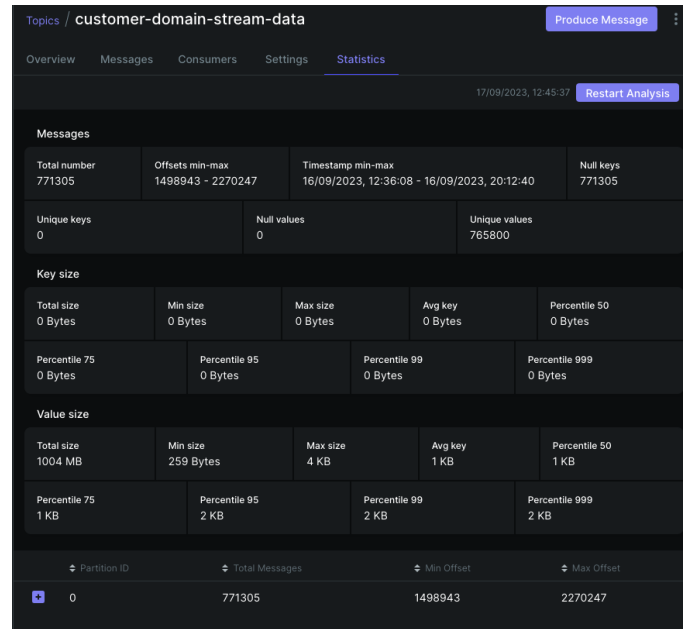 Topics / customer-domain-stream-data
Produce Message
Overview Messages Consumers Settings Statistics
17/09/2023, 12:45:37 Restart Analysis
Messages
Total number Offsets min-max Timestamp min-max Null keys
771305 1498943 - 2270247 16/09/2023, 12:36:08 - 16/09/2023, 20:12:40 771305
Unique keys Null values Unique values
0 0 765800
Key size
Total size Min size Max size Avg key Percentile 50
0 Bytes 0 Bytes 0 Bytes 0 Bytes 0 Bytes
Percentile 75 Percentile 95 Percentile 99 Percentile 999
0 Bytes 0 Bytes 0 Bytes 0 Bytes
Value size
Total size Min size Max size Avg key Percentile 50
1004 MB 259 Bytes 4 KB 1 KB 1 KB
Percentile 75 Percentile 95 Percentile 99 Percentile 999
1 KB 2 KB 2 KB 2 KB
Partition ID Total Messages Min Offset Max Offset
0 771305 1498943 2270247